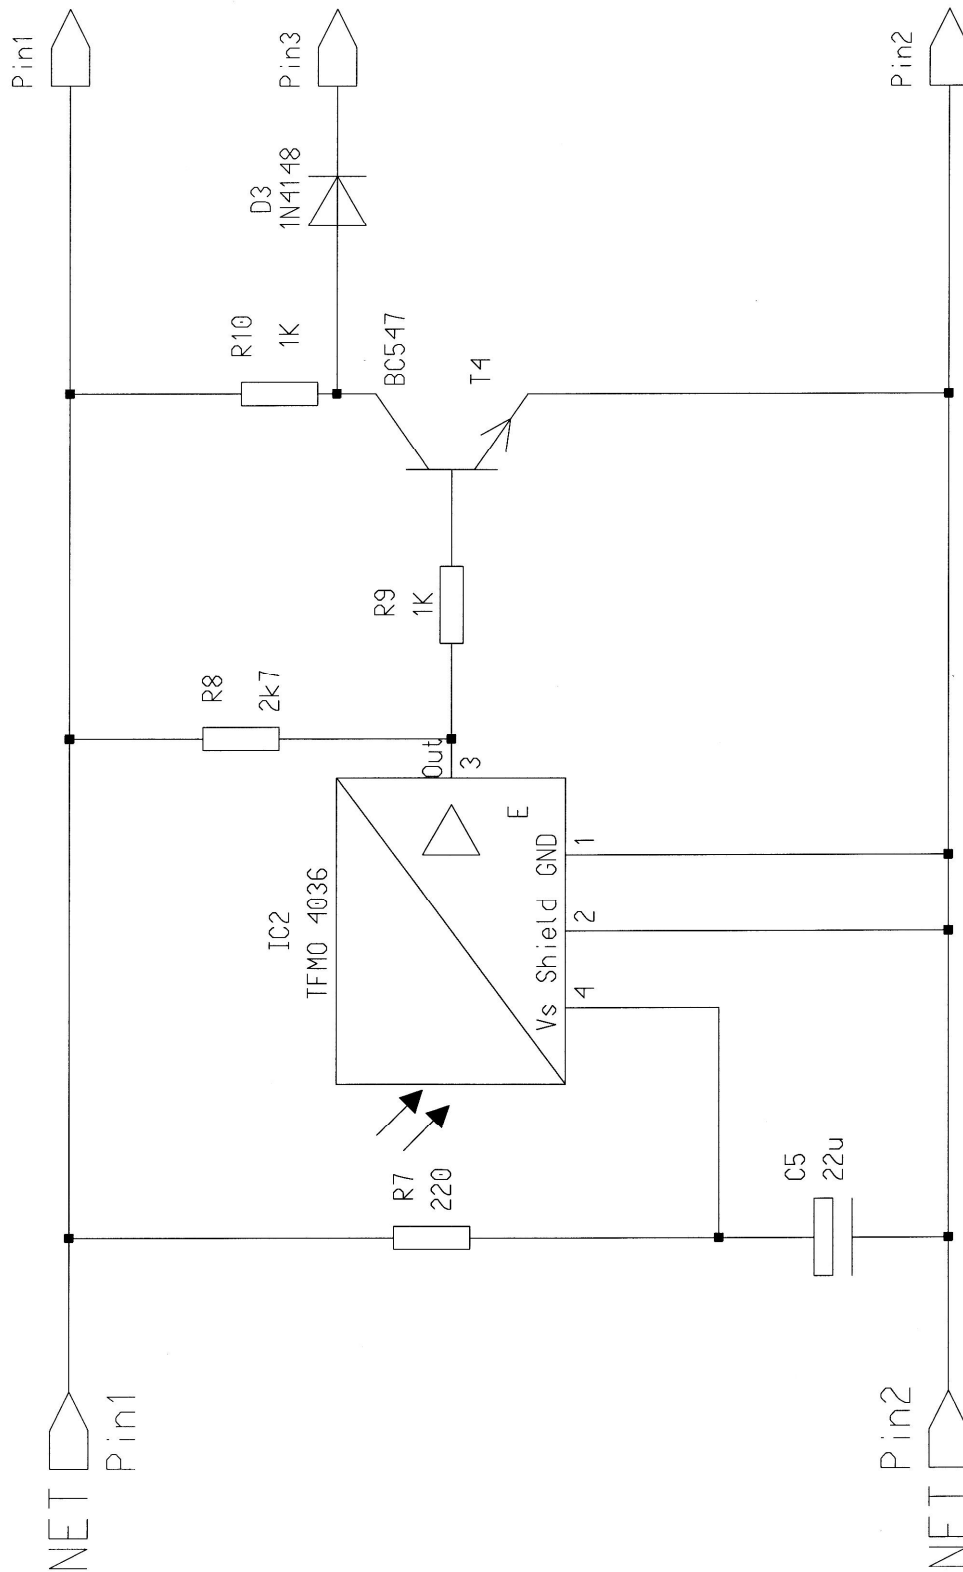 NET
Pin1
Pin1
R10
1K
D3
1N4148
Pin3
R8
2k7
IC2
TFMO 4036
R7
220
Out
3
R9
1K
BC547
T4
E
Vs Shield GND
4
2
1
C5
22u
NET
Pin2
Pin2